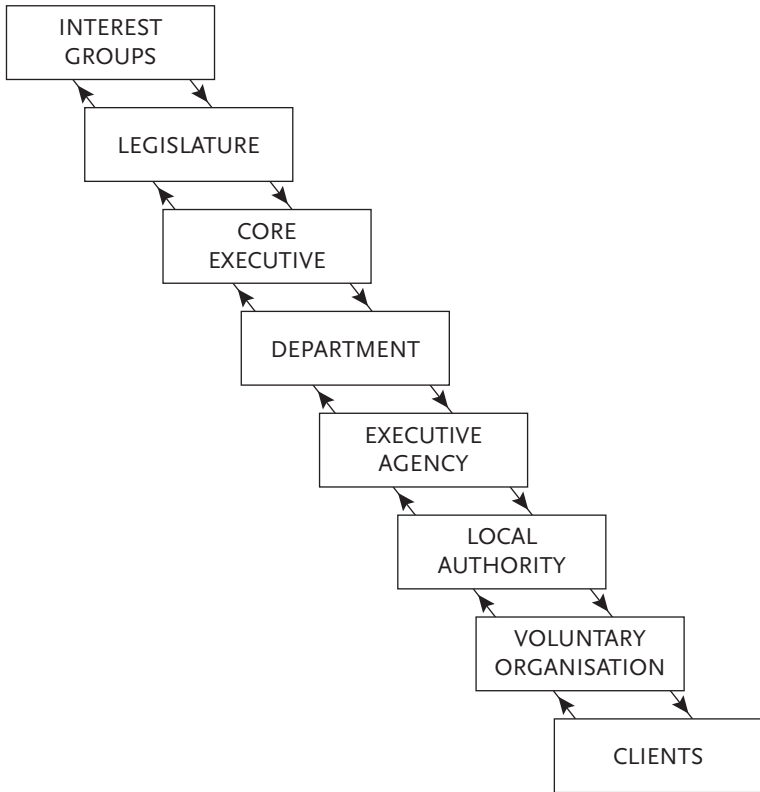 INTEREST
GROUPS
LEGISLATURE
CORE
EXECUTIVE
DEPARTMENT
EXECUTIVE
AGENCY
LOCAL
AUTHORITY
VOLUNTARY
ORGANISATION
CLIENTS